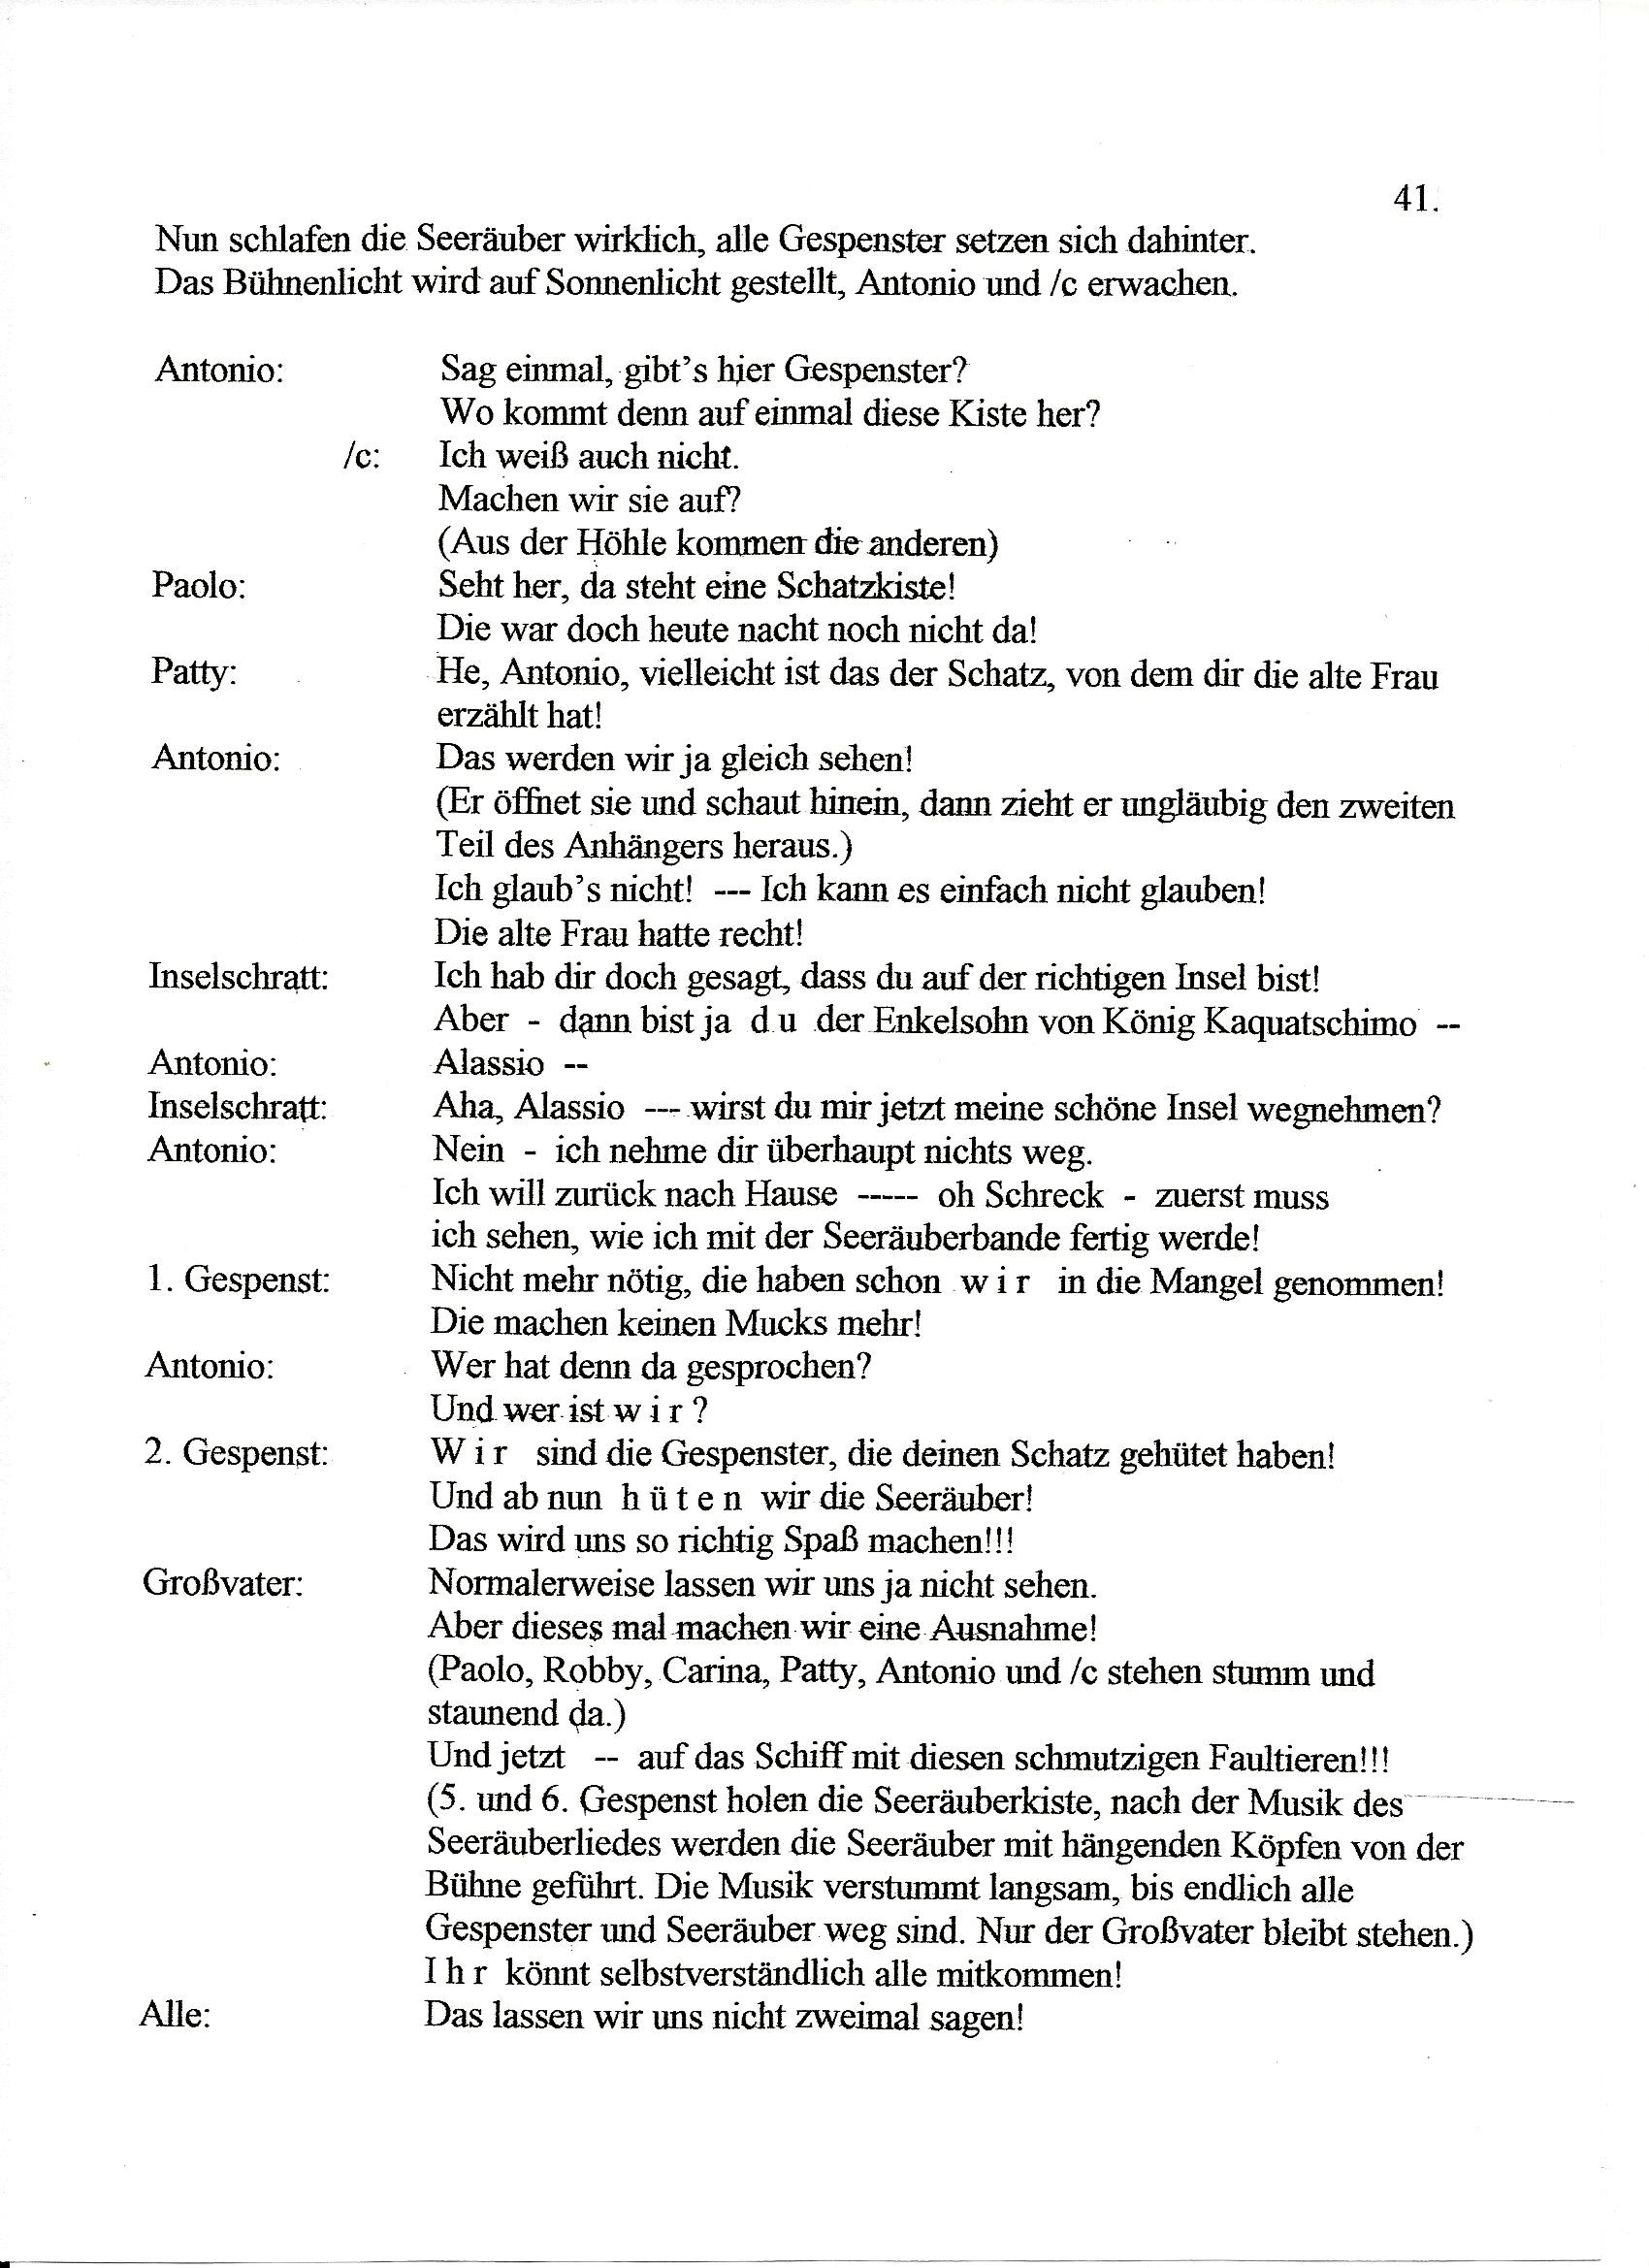 41.
Nun schlafen die Seeräuber wirklich, alle Gespenster setzen sich dahinter.
Das Bühnenlicht wird auf Sonnenlicht gestellt, Antonio und /c erwachen.
Antonio: Sag einmal, gibt's hier Gespenster?
Wo kommt denn auf einmal diese Kiste her?
/c: Ich weiß auch nicht.
Machen wir sie auf?
(Aus der Höhle kommen die anderen)
Paolo: Seht her, da steht eine Schatzkiste!
Die war doch heute nacht noch nicht da!
Patty: He, Antonio, vielleicht ist das der Schatz, von dem dir die alte Frau
erzählt hat!
Antonio: Das werden wir ja gleich sehen!
(Er öffnet sie und schaut hinein, dann zieht er ungläubig den zweiten
Teil des Anhängers heraus.)
Ich glaub's nicht! --- Ich kann es einfach nicht glauben!
Die alte Frau hatte recht!
Inselschratt: Ich hab dir doch gesagt, dass du auf der richtigen Insel bist!
Aber - dann bist ja d u der Enkelsohn von König Kaquatschimo --
Antonio: Alassio --
Inselschratt: Aha, Alassio --- wirst du mir jetzt meine schöne Insel wegnehmen?
Antonio: Nein - ich nehme dir überhaupt nichts weg.
Ich will zurück nach Hause ----- oh Schreck - zuerst muss
ich sehen, wie ich mit der Seeräuberbande fertig werde!
1. Gespenst: Nicht mehr nötig, die haben schon w i r in die Mangel genommen!
Die machen keinen Mucks mehr!
Antonio: Wer hat denn da gesprochen?
Und wer ist w i r ?
2. Gespenst: W i r sind die Gespenster, die deinen Schatz gehütet haben!
Und ab nun h ü t e n wir die Seeräuber!
Das wird uns so richtig Spaß machen!!!
Großvater: Normalerweise lassen wir uns ja nicht sehen.
Aber dieses mal machen wir eine Ausnahme!
(Paolo, Robby, Carina, Patty, Antonio und /c stehen stumm und
staunend da.)
Und jetzt -- auf das Schiff mit diesen schmutzigen Faultieren!!!
(5. und 6. Gespenst holen die Seeräuberkiste, nach der Musik des
Seeräuberliedes werden die Seeräuber mit hängenden Köpfen von der
Bühne geführt. Die Musik verstummt langsam, bis endlich alle
Gespenster und Seeräuber weg sind. Nur der Großvater bleibt stehen.)
I h r könnt selbstverständlich alle mitkommen!
Alle: Das lassen wir uns nicht zweimal sagen!